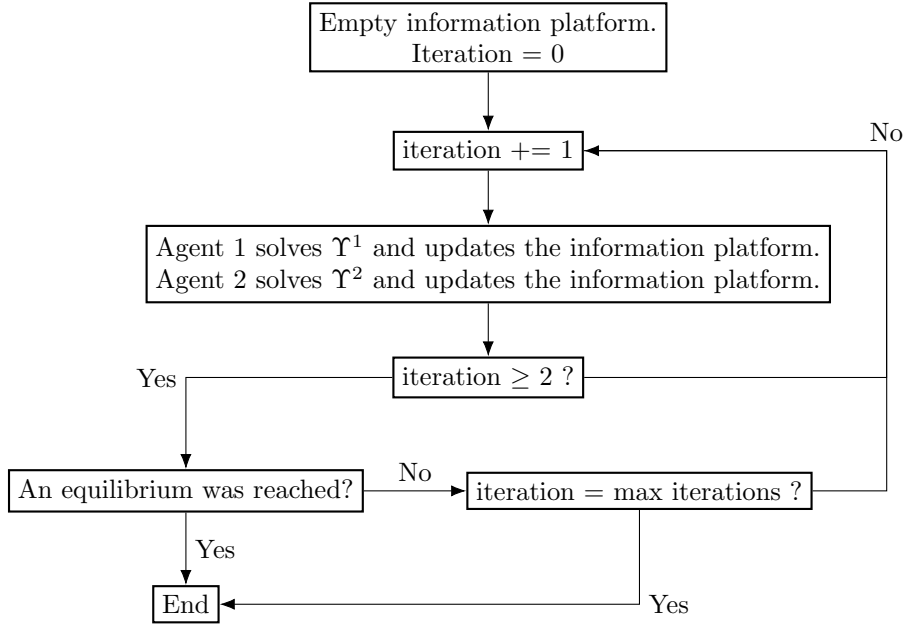 Empty information platform.
Iteration = 0
No
iteration += 1
Agent 1 solves ϒ¹ and updates the information platform.
Agent 2 solves ϒ² and updates the information platform.
Yes
iteration ≥ 2 ?
An equilibrium was reached?
No
iteration = max iterations ?
Yes
End
Yes